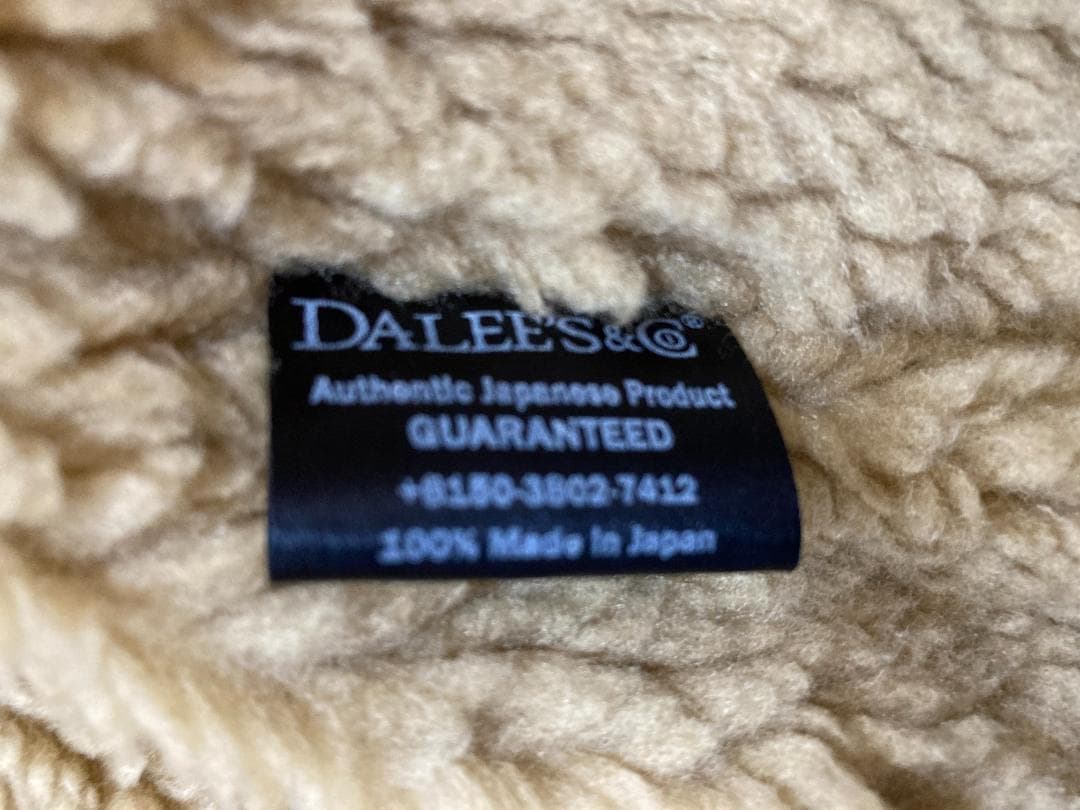 DALEE'S&Co®
Authentic Japanese Product
GUARANTEED
+8150-3802-7412
100% Made in Japan